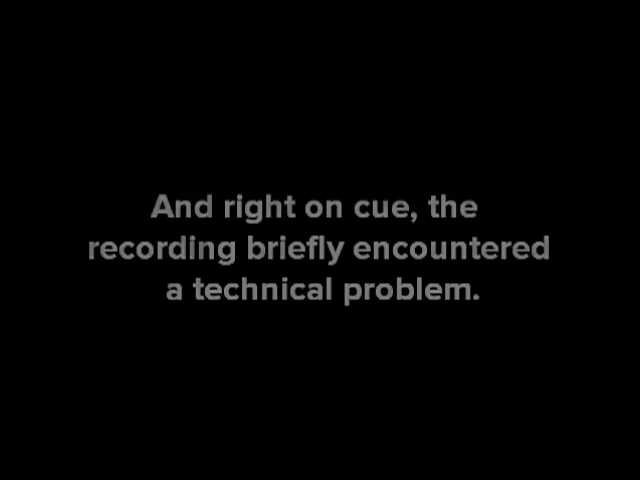 And right on cue, the
recording briefly encountered
a technical problem.